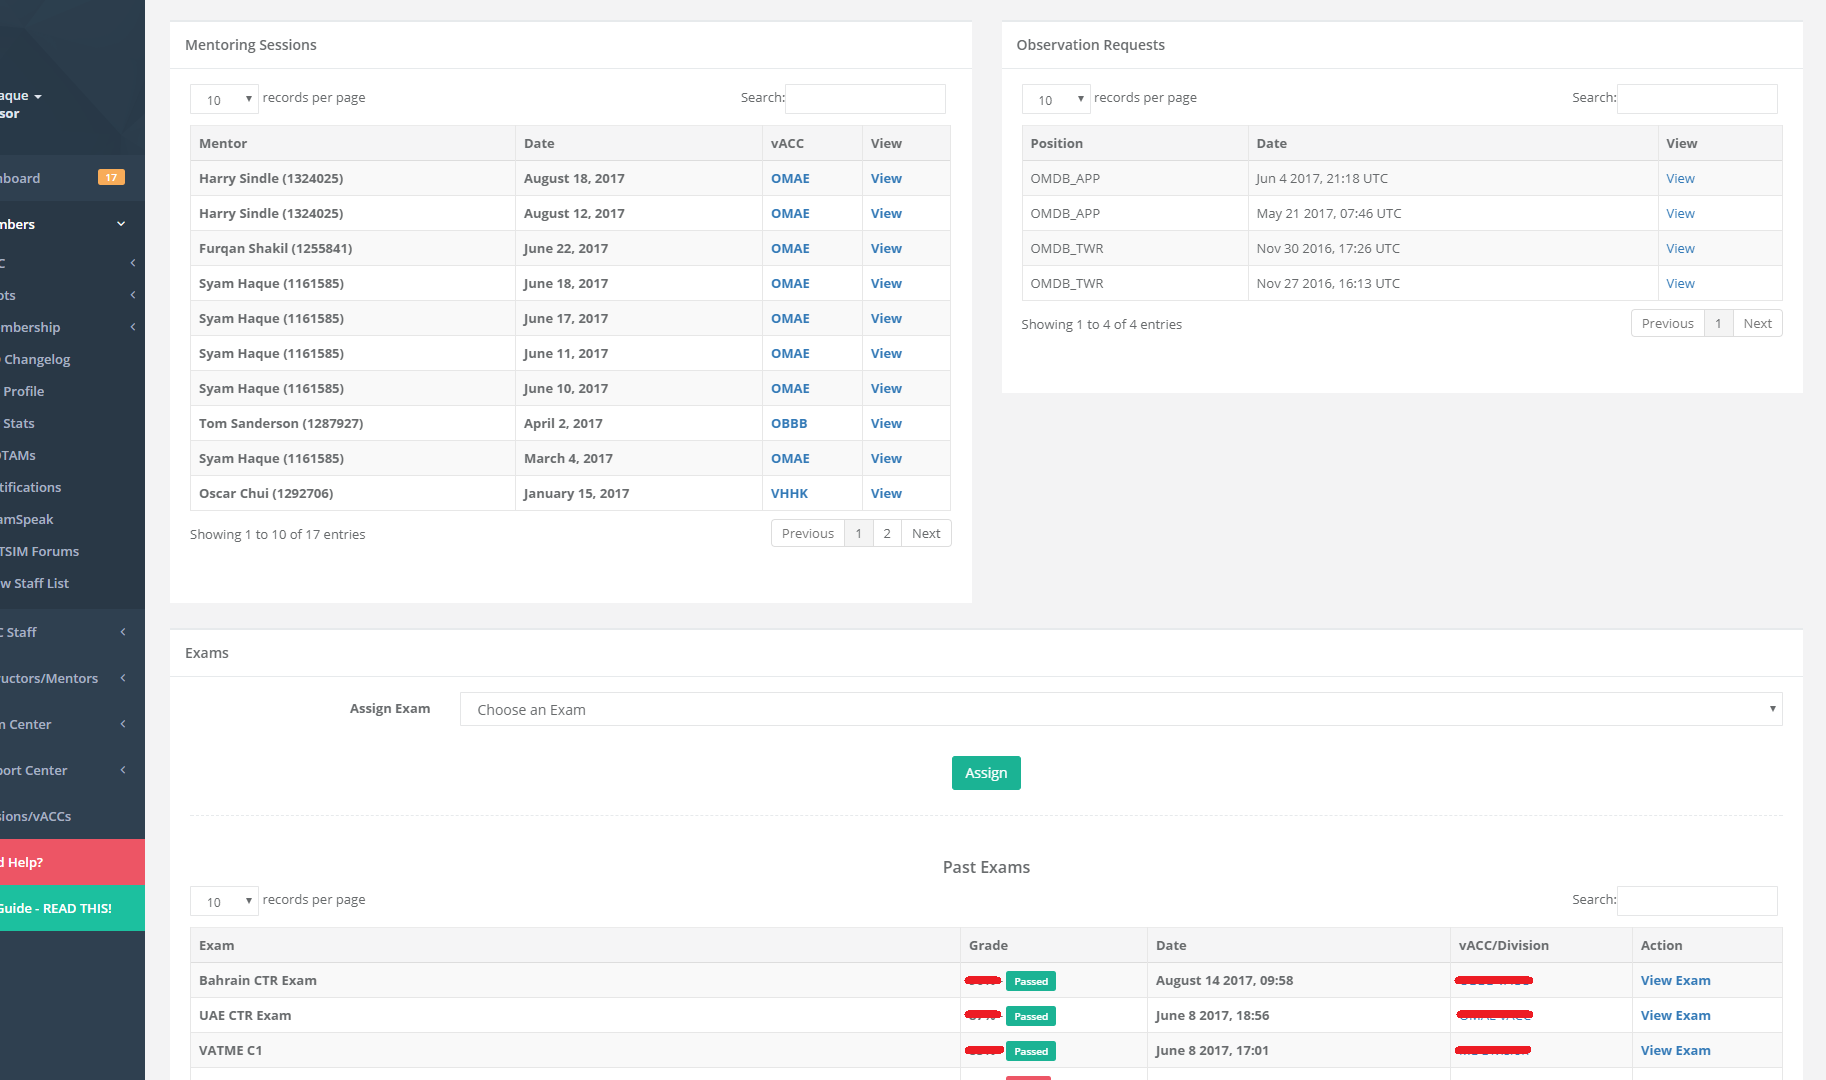 aque
sor
board 17
mbers
C
ots
mbership
Changelog
Profile
Stats
OTAMs
tifications
amSpeak
TSIM Forums
w Staff List
C Staff
ructors/Mentors
n Center
port Center
sions/vACCs
d Help?
Guide - READ THIS!
Mentoring Sessions
10 records per page Search:
Mentor Date vACC View
Harry Sindle (1324025) August 18, 2017 OMAE View
Harry Sindle (1324025) August 12, 2017 OMAE View
Furqan Shakil (1255841) June 22, 2017 OMAE View
Syam Haque (1161585) June 18, 2017 OMAE View
Syam Haque (1161585) June 17, 2017 OMAE View
Syam Haque (1161585) June 11, 2017 OMAE View
Syam Haque (1161585) June 10, 2017 OMAE View
Tom Sanderson (1287927) April 2, 2017 OBBB View
Syam Haque (1161585) March 4, 2017 OMAE View
Oscar Chui (1292706) January 15, 2017 VHHK View
Showing 1 to 10 of 17 entries Previous 1 2 Next
Observation Requests
10 records per page Search:
Position Date View
OMDB_APP Jun 4 2017, 21:18 UTC View
OMDB_APP May 21 2017, 07:46 UTC View
OMDB_TWR Nov 30 2016, 17:26 UTC View
OMDB_TWR Nov 27 2016, 16:13 UTC View
Showing 1 to 4 of 4 entries Previous 1 Next
Exams
Assign Exam Choose an Exam
Assign
Past Exams
10 records per page Search:
Exam Grade Date vACC/Division Action
Bahrain CTR Exam Passed August 14 2017, 09:58 View Exam
UAE CTR Exam Passed June 8 2017, 18:56 View Exam
VATME C1 Passed June 8 2017, 17:01 View Exam